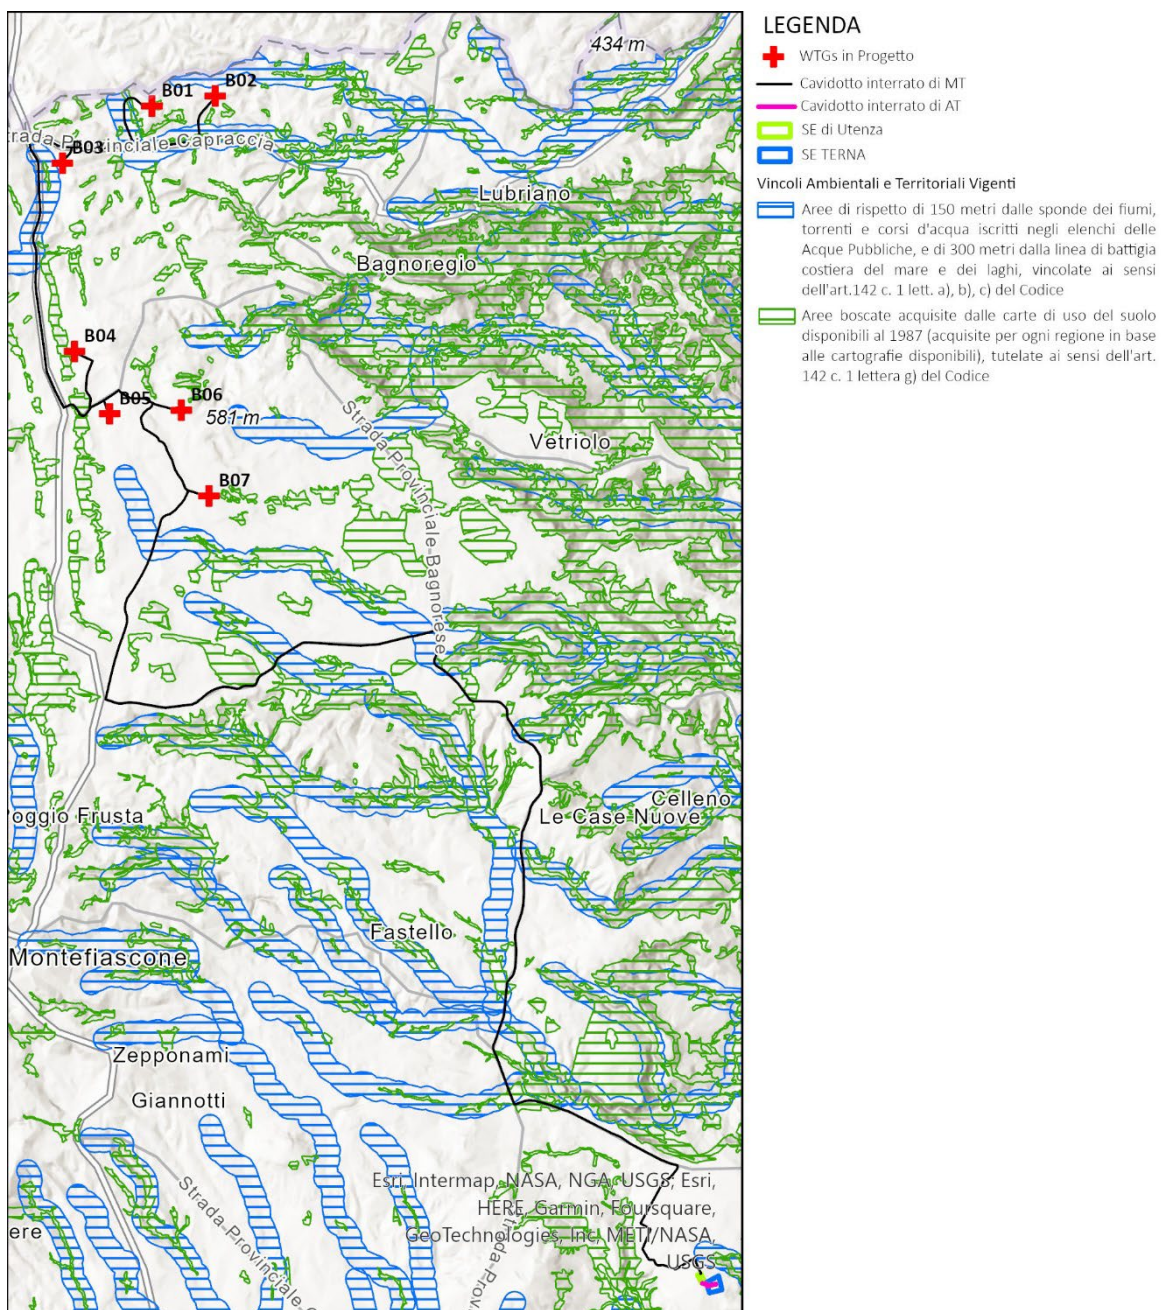 434 m
B02
B01
Strada Provinciale Capraccia
B03
Lubriano
Bagnoregio
B04
B05
B06
581 m
Strada Provinciale Bagnorese
Vetriolo
B07
Celleno
Le Case Nuove
oggio Frusta
Fastello
Montefiascone
Zepponami
Giannotti
Strada Provinciale
Esri, Intermap, NASA, NGA, USGS; Esri,
HERE, Garmin, Foursquare,
GeoTechnologies, Inc, METI/NASA,
USGS
ere
LEGENDA
WTGs in Progetto
Cavidotto interrato di MT
Cavidotto interrato di AT
SE di Utenza
SE TERNA
Vincoli Ambientali e Territoriali Vigenti
Aree di rispetto di 150 metri dalle sponde dei fiumi,
torrenti e corsi d'acqua iscritti negli elenchi delle
Acque Pubbliche, e di 300 metri dalla linea di battigia
costiera del mare e dei laghi, vincolate ai sensi
dell'art.142 c. 1 lett. a), b), c) del Codice
Aree boscate acquisite dalle carte di uso del suolo
disponibili al 1987 (acquisite per ogni regione in base
alle cartografie disponibili), tutelate ai sensi dell'art.
142 c. 1 lettera g) del Codice